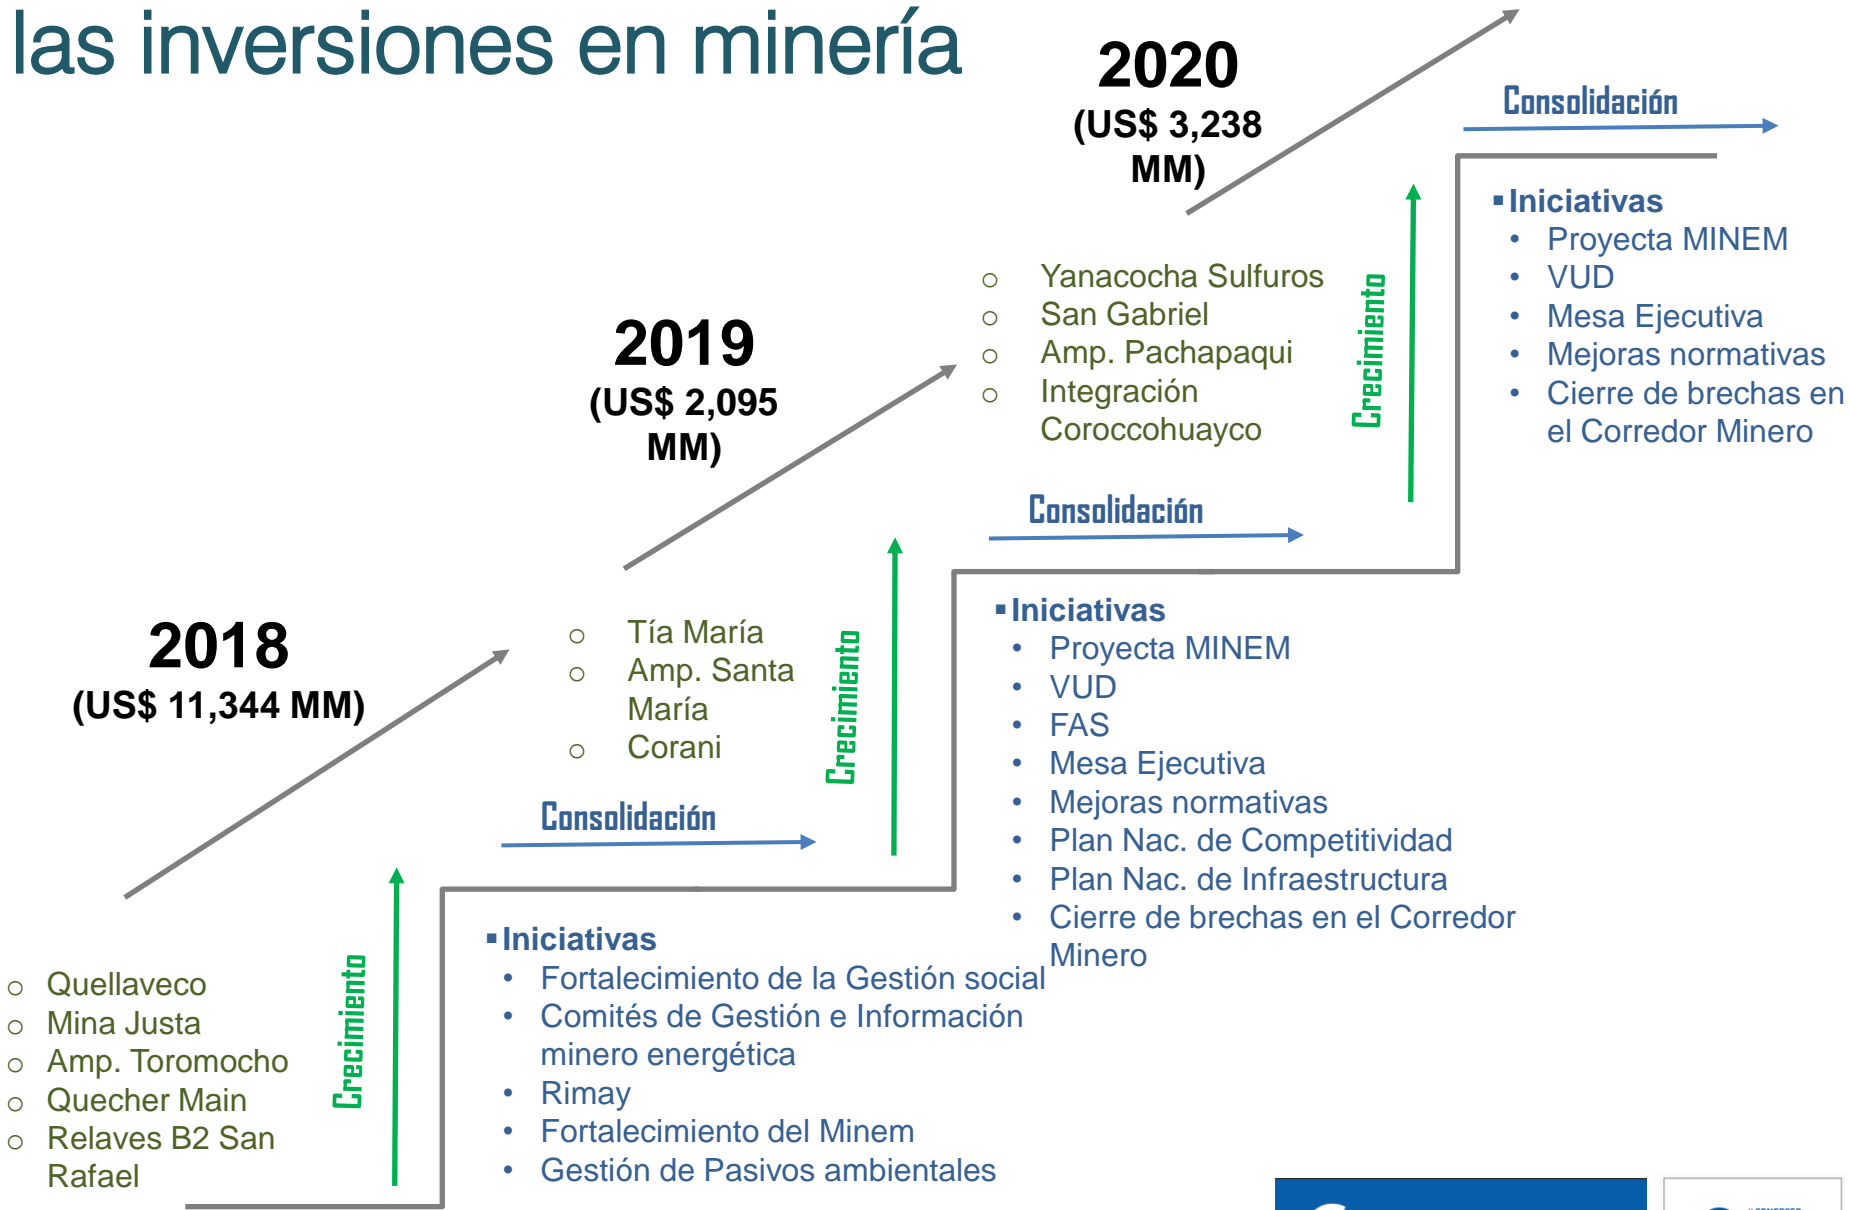 las inversiones en minería
2018
(US$ 11,344 MM)
Quellaveco
Mina Justa
Amp. Toromocho
Quecher Main
Relaves B2 San
Rafael
Crecimiento
Consolidación
▪Iniciativas
• Fortalecimiento de la Gestión social
• Comités de Gestión e Información
minero energética
• Rimay
• Fortalecimiento del Minem
• Gestión de Pasivos ambientales
2019
(US$ 2,095
MM)
Tía María
Amp. Santa
María
Corani
Crecimiento
Consolidación
▪Iniciativas
• Proyecta MINEM
• VUD
• FAS
• Mesa Ejecutiva
• Mejoras normativas
• Plan Nac. de Competitividad
• Plan Nac. de Infraestructura
• Cierre de brechas en el Corredor
Minero
2020
(US$ 3,238
MM)
Yanacocha Sulfuros
San Gabriel
Amp. Pachapaqui
Integración
Coroccohuayco
Crecimiento
Consolidación
▪Iniciativas
• Proyecta MINEM
• VUD
• Mesa Ejecutiva
• Mejoras normativas
• Cierre de brechas en
el Corredor Minero